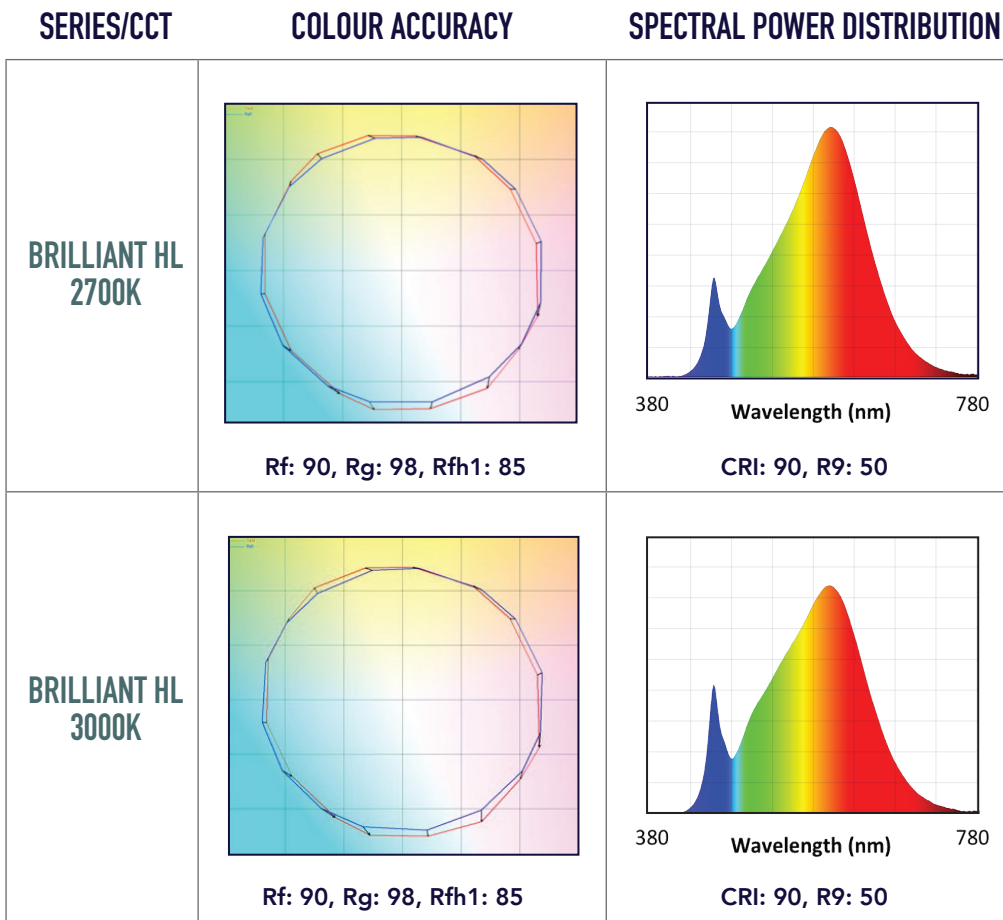 SERIES/CCT
COLOUR ACCURACY
SPECTRAL POWER DISTRIBUTION
BRILLIANT HL
2700K
Rf: 90, Rg: 98, Rfh1: 85
380
Wavelength (nm)
780
CRI: 90, R9: 50
BRILLIANT HL
3000K
Rf: 90, Rg: 98, Rfh1: 85
380
Wavelength (nm)
780
CRI: 90, R9: 50